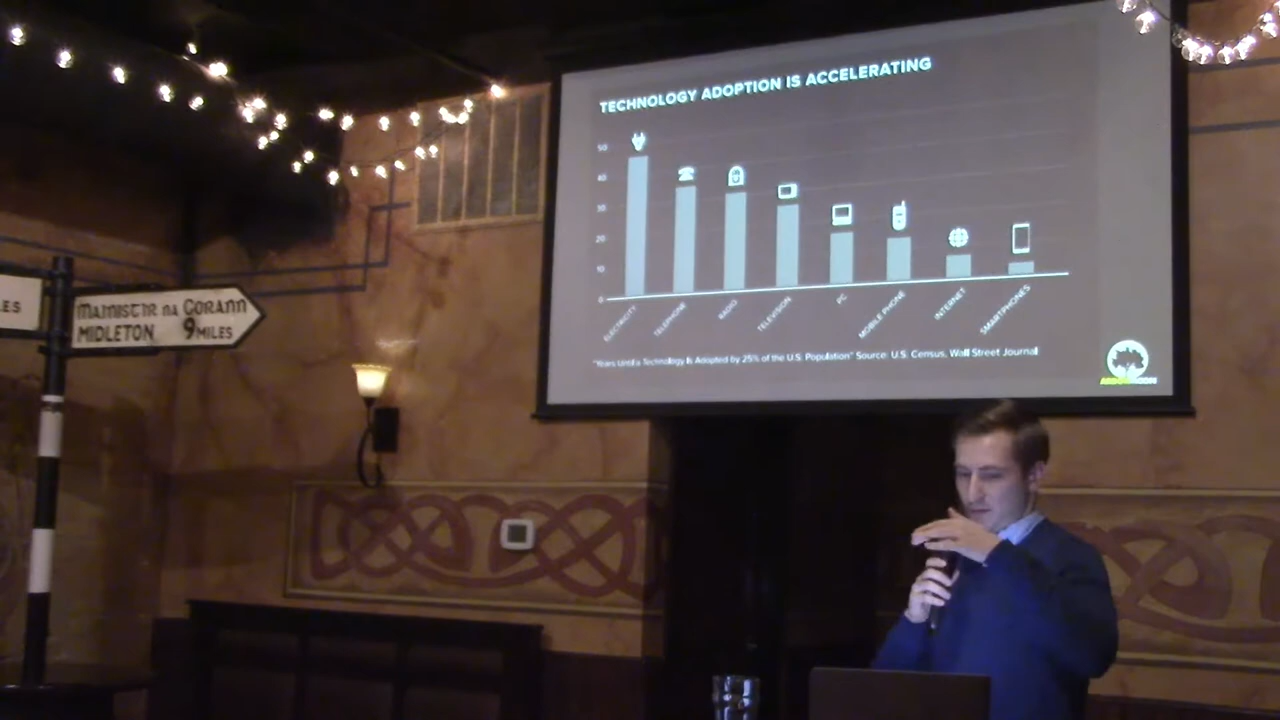 TECHNOLOGY ADOPTION IS ACCELERATING
50
40
30
20
10
0
ELECTRICITY
TELEPHONE
RADIO
TELEVISION
PC
MOBILE PHONE
INTERNET
SMARTPHONES
"Years Until a Technology Is Adopted by 25% of the U.S. Population" Source: U.S. Census, Wall Street Journal
LES
MAINISTIR NA CORANN
MIDLETON 9 MILES